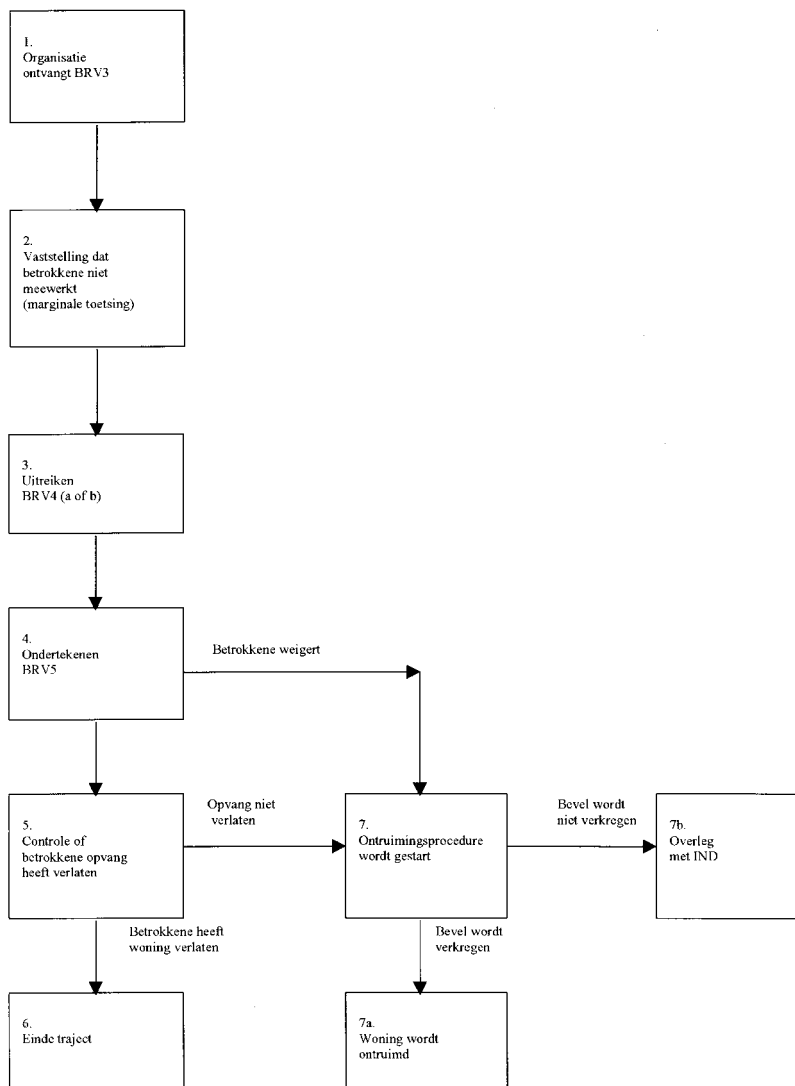 1.
Organisatie
ontvangt BRV3
2.
Vaststelling dat
betrokkene niet
meewerkt
(marginale toetsing)
3.
Uitreiken
BRV4 (a of b)
4.
Ondertekenen
BRV5
Betrokkene weigert
5.
Controle of
betrokkene opvang
heeft verlaten
Opvang niet
verlaten
7.
Ontruimingsprocedure
wordt gestart
Bevel wordt
niet verkregen
7b.
Overleg
met IND
Betrokkene heeft
woning verlaten
Bevel wordt
verkregen
6.
Einde traject
7a.
Woning wordt
ontruimd